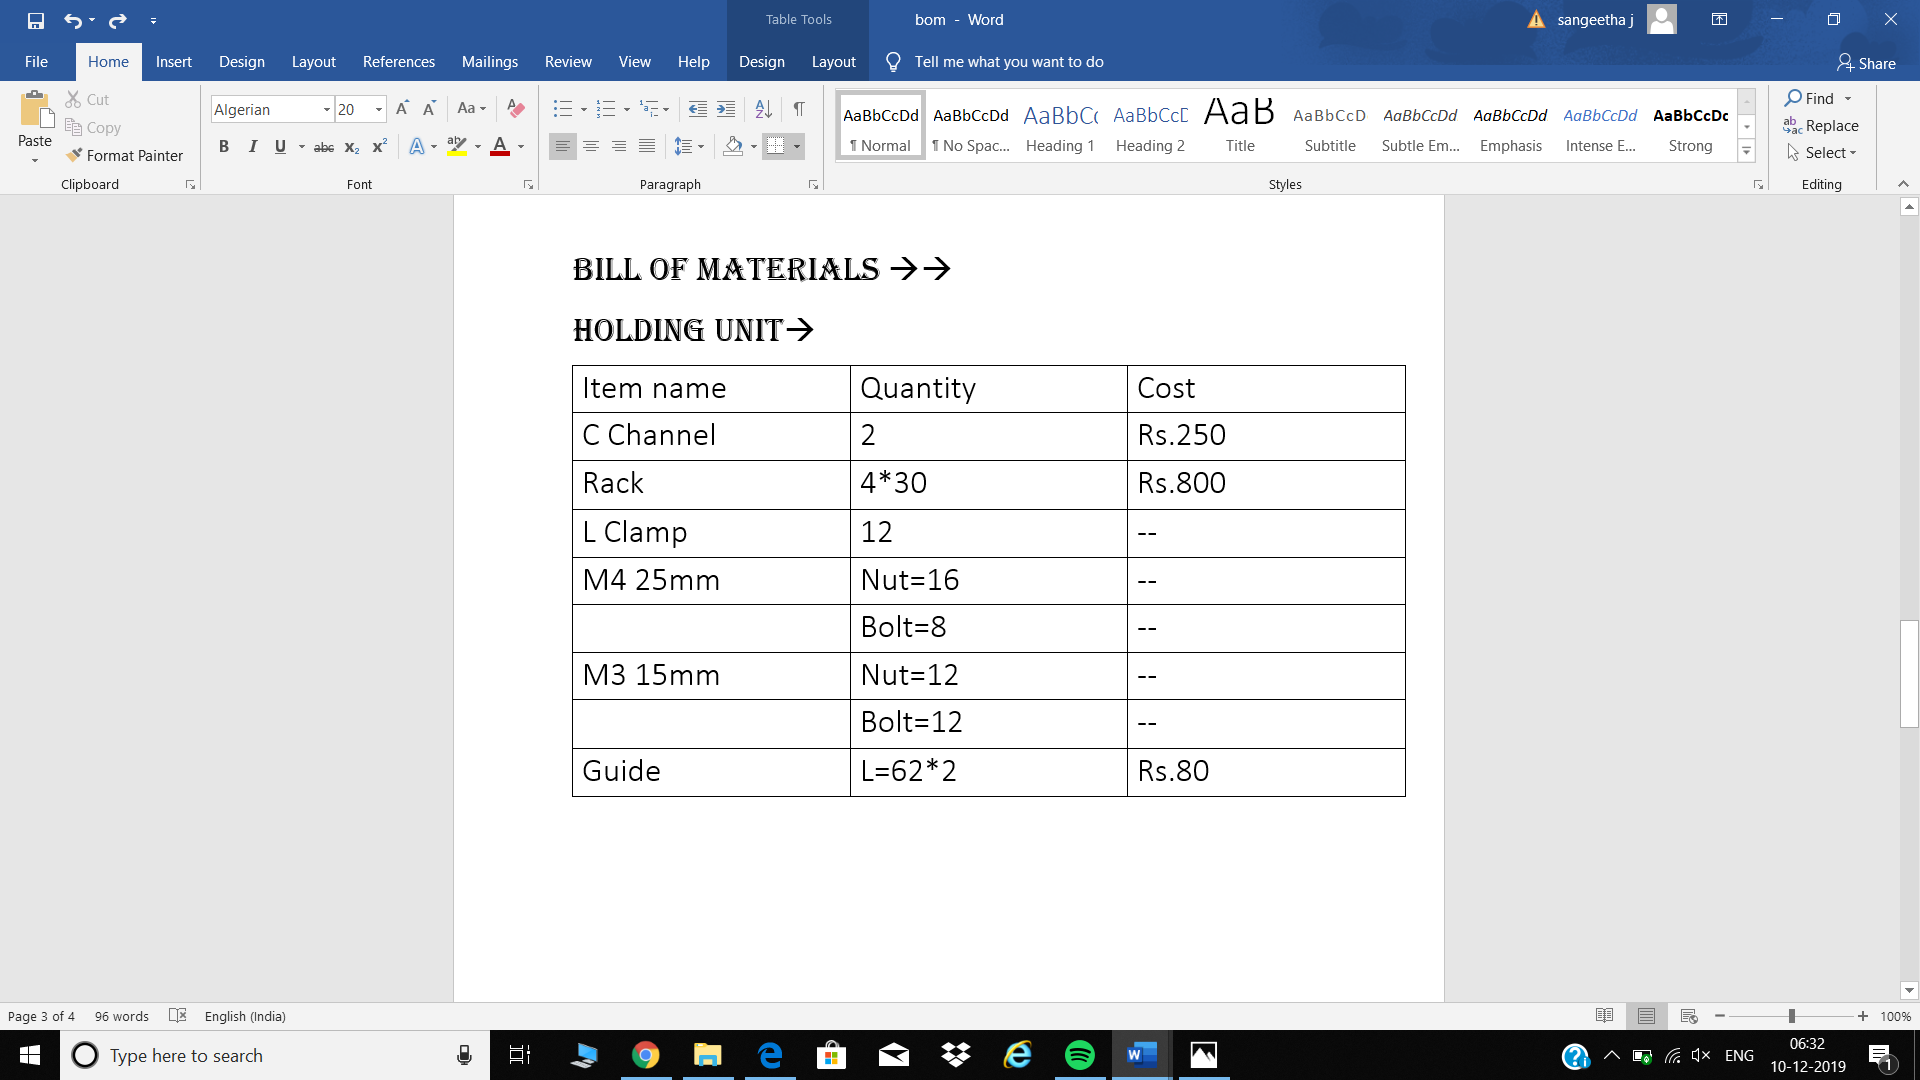 Table Tools
bom - Word
sangeetha j
File Home Insert Design Layout References Mailings Review View Help Design Layout Tell me what you want to do Share
Paste
Cut
Copy
Format Painter
Clipboard
Algerian 20 Aa
B I U abc x₂ x² A ab A
Font
Paragraph
AaBbCcDd AaBbCcDd AaBbCc AaBbCcD AaB AaBbCcD AaBbCcDd AaBbCcDd AaBbCcDd AaBbCcDc
¶ Normal ¶ No Spac... Heading 1 Heading 2 Title Subtitle Subtle Em... Emphasis Intense E... Strong
Styles
Find
Replace
Select
Editing
BILL OF MATERIALS →→
HOLDING UNIT→
Item name Quantity Cost
C Channel 2 Rs.250
Rack 4*30 Rs.800
L Clamp 12 --
M4 25mm Nut=16 --
Bolt=8 --
M3 15mm Nut=12 --
Bolt=12 --
Guide L=62*2 Rs.80
Page 3 of 4 96 words English (India) 100%
Type here to search
ENG
06:32
10-12-2019
1